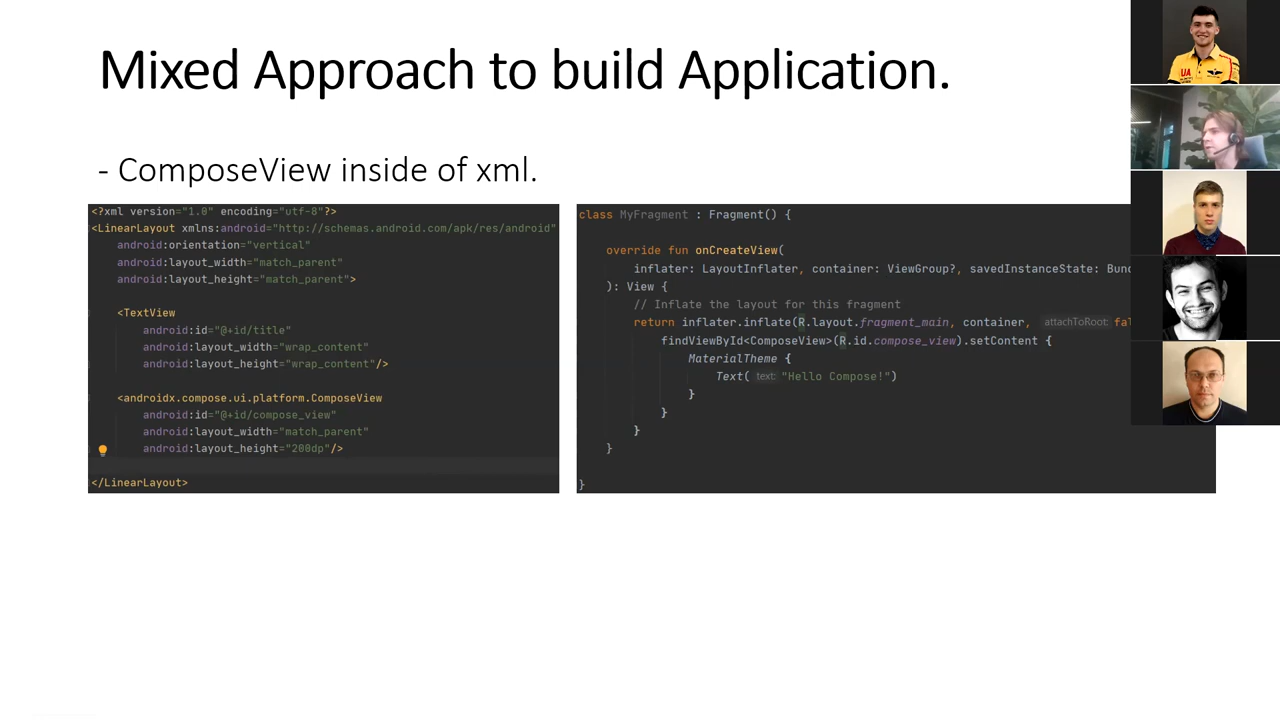 Mixed Approach to build Application.
- ComposeView inside of xml.
<?xml version="1.0" encoding="utf-8"?>
<LinearLayout xmlns:android="http://schemas.android.com/apk/res/android"
android:orientation="vertical"
android:layout_width="match_parent"
android:layout_height="match_parent">
<TextView
android:id="@+id/title"
android:layout_width="wrap_content"
android:layout_height="wrap_content"/>
<androidx.compose.ui.platform.ComposeView
android:id="@+id/compose_view"
android:layout_width="match_parent"
android:layout_height="200dp"/>
</LinearLayout>
class MyFragment : Fragment() {
override fun onCreateView(
inflater: LayoutInflater, container: ViewGroup?, savedInstanceState: Bund
): View {
// Inflate the layout for this fragment
return inflater.inflate(R.layout.fragment_main, container, attachToRoot: fal
findViewById<ComposeView>(R.id.compose_view).setContent {
MaterialTheme {
Text( text: "Hello Compose!")
}
}
}
}
}
UA